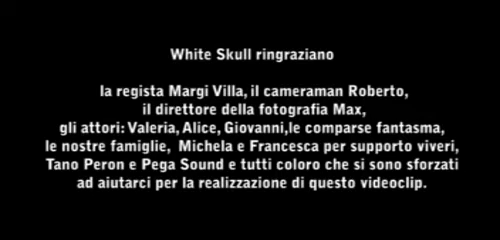 White Skull ringraziano
la regista Margi Villa, il cameraman Roberto,
il direttore della fotografia Max,
gli attori: Valeria, Alice, Giovanni,le comparse fantasma,
le nostre famiglie, Michela e Francesca per supporto viveri,
Tano Peron e Pega Sound e tutti coloro che si sono sforzati
ad aiutarci per la realizzazione di questo videoclip.